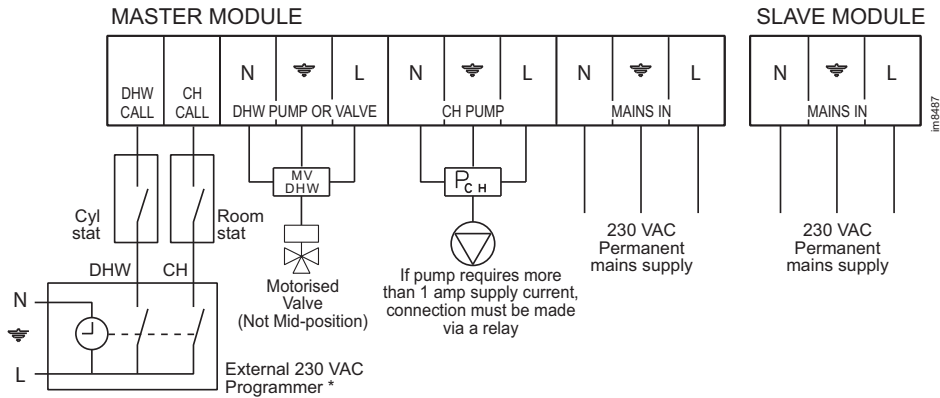 MASTER MODULE
SLAVE MODULE
DHW
CALL
CH
CALL
N
L
DHW PUMP OR VALVE
N
L
CH PUMP
N
L
MAINS IN
N
L
MAINS IN
im8487
Cyl
stat
Room
stat
MV
DHW
P CH
Motorised
Valve
(Not Mid-position)
If pump requires more
than 1 amp supply current,
connection must be made
via a relay
230 VAC
Permanent
mains supply
230 VAC
Permanent
mains supply
DHW
CH
N
L
External 230 VAC
Programmer *